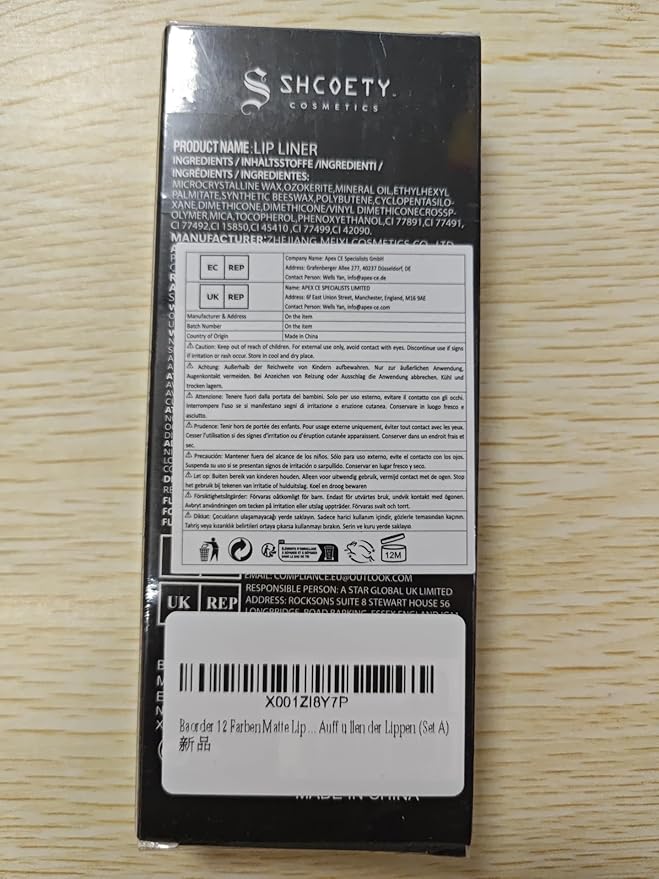 SHCOETY
COSMETICS
PRODUCT NAME: LIP LINER
INGREDIENTS / INHALTSSTOFFE /INGREDIENTI /
INGRÉDIENTS / INGREDIENTES:
MICROCRYSTALLINE WAX,OZOKERITE,MINERAL OIL,ETHYLHEXYL
PALMITATE,SYNTHETIC BEESWAX,POLYBUTENE,CYCLOPENTASILO-
XANE,DIMETHICONE,DIMETHICONE/VINYL DIMETHICONECROSSP-
OLYMER,MICA,TOCOPHEROL,PHENOXYETHANOL,CI 77891,CI 77491,
CI 77492,CI 15850,CI 45410 ,CI 77499,CI 42090.
MANUFACTURER:ZHEJIANG MEIXI COSMETICS CO., LTD
EC REP
Company Name: Apex CE Specialists GmbH
Address: Grafenberger Allee 277, 40237 Düsseldorf, DE
Contact Person: Wells Yan, info@apex-ce.de
UK REP
Name: APEX CE SPECIALISTS LIMITED
Address: 6f East Union Street, Manchester, England, M16 9AE
Contact Person: Wells Yan, info@apex-ce.com
Manufacturer & Address On the item
Batch Number On the item
Country of Origin Made in China
Caution: Keep out of reach of children. For external use only, avoid contact with eyes. Discontinue use if signs
if irritation or rash occur. Store in cool and dry place.
Achtung: Außerhalb der Reichweite von Kindern aufbewahren. Nur zur äußerlichen Anwendung,
Augenkontakt vermeiden. Bei Anzeichen von Reizung oder Ausschlag die Anwendung abbrechen. Kühl und
trocken lagern.
Attenzione: Tenere fuori dalla portata dei bambini. Solo per uso esterno, evitare il contatto con gli occhi.
Interrompere l'uso se si manifestano segni di irritazione o eruzione cutanea. Conservare in luogo fresco e
asciutto.
Prudence: Tenir hors de portée des enfants. Pour usage externe uniquement, éviter tout contact avec les yeux.
Cesser l'utilisation si des signes d'irritation ou d'éruption cutanée apparaissent. Conserver dans un endroit frais et
sec.
Precaución: Mantener fuera del alcance de los niños. Sólo para uso externo, evitar el contacto con los ojos.
Suspenda su uso si se presentan signos de irritación o sarpullido. Conservar en lugar fresco y seco.
Let op: Buiten bereik van kinderen houden. Alleen voor uitwendig gebruik, vermijd contact met de ogen. Stop
het gebruik bij tekenen van irritatie of huiduitslag. Koel en droog bewaren
Försiktighetsåtgärder: Förvaras oåtkomligt för barn. Endast för utvärtes bruk, undvik kontakt med ögonen.
Avbryt användningen om tecken på irritation eller utslag uppträder. Förvaras svalt och torrt.
Dikkat: Çocukların ulaşamayacağı yerde saklayın. Sadece harici kullanım içindir, gözlerle temasından kaçının.
Tahriş veya kızarıklık belirtileri ortaya çıkarsa kullanmayı bırakın. Serin ve kuru yerde saklayın.
12M
EMAIL: COMPLIANCE.EU@OUTLOOK.COM
UK REP
RESPONSIBLE PERSON: A STAR GLOBAL UK LIMITED
ADDRESS: ROCKSONS SUITE 8 STEWART HOUSE 56
LONGBRIDGE ROAD BARKING, ESSEX ENGLAND
X001ZI8Y7P
Baorder 12 Farben Matte Lip ... Auff u llen der Lippen (Set A)
新品
MADE IN CHINA